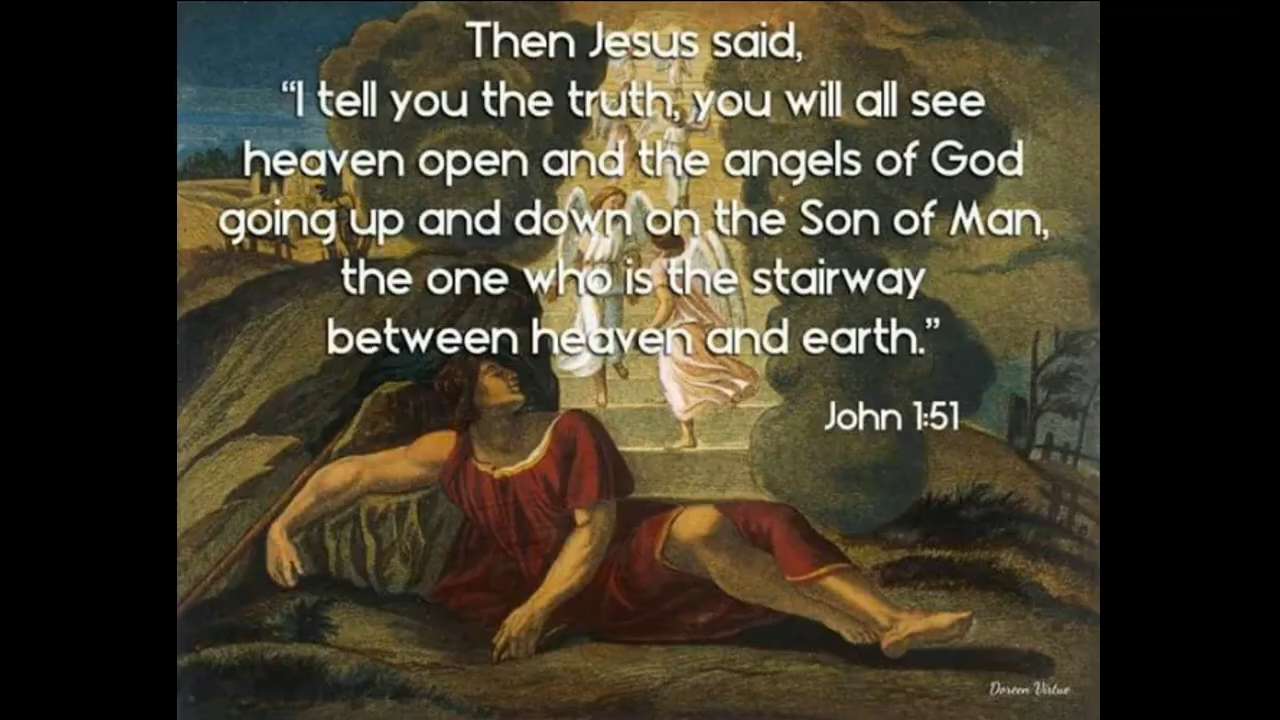 Then Jesus said,
“I tell you the truth, you will all see
heaven open and the angels of God
going up and down on the Son of Man,
the one who is the stairway
between heaven and earth.”
John 1:51
Doreen Virtue